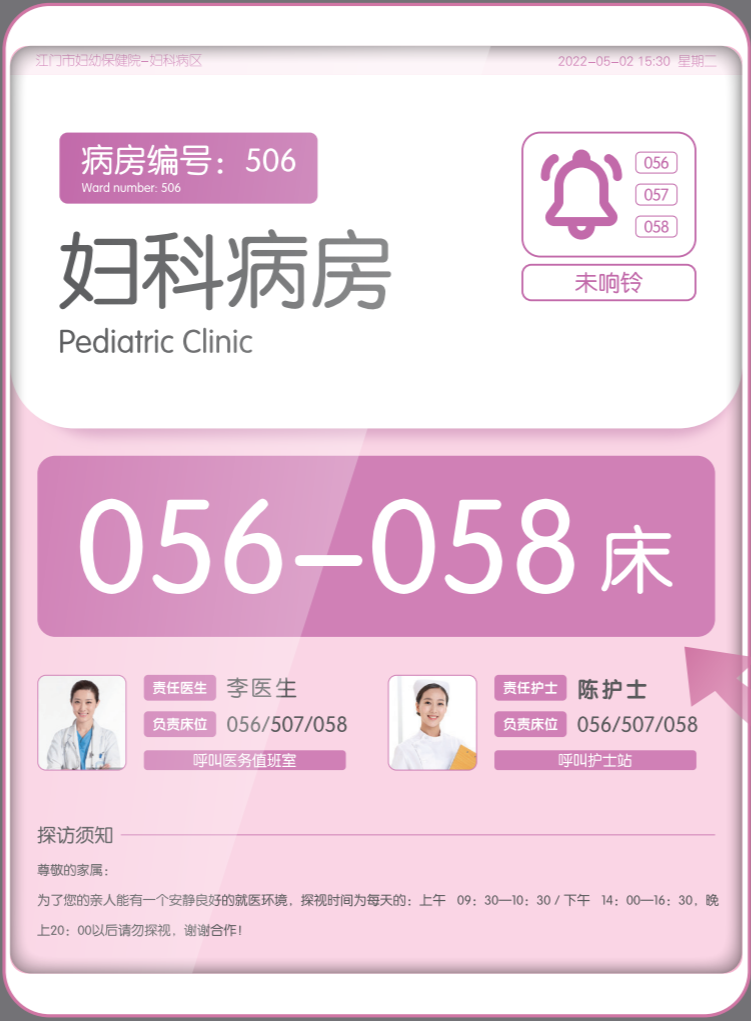 江门市妇幼保健院-妇科病区
2022-05-02 15:30 星期二
病房编号：506
Ward number: 506
妇科病房
Pediatric Clinic
056
057
058
未响铃
056-058 床
责任医生 李医生
负责床位 056/507/058
呼叫医务值班室
责任护士 陈护士
负责床位 056/507/058
呼叫护士站
探访须知
尊敬的家属：
为了您的亲人能有一个安静良好的就医环境，探视时间为每天的：上午 09：30—10：30 / 下午 14：00—16：30，晚
上20：00以后请勿探视，谢谢合作！